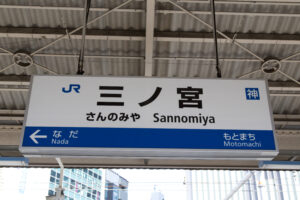 JR 三ノ宮 神
さんのみや Sannomiya
← なだ
Nada
もとまち
Motomachi